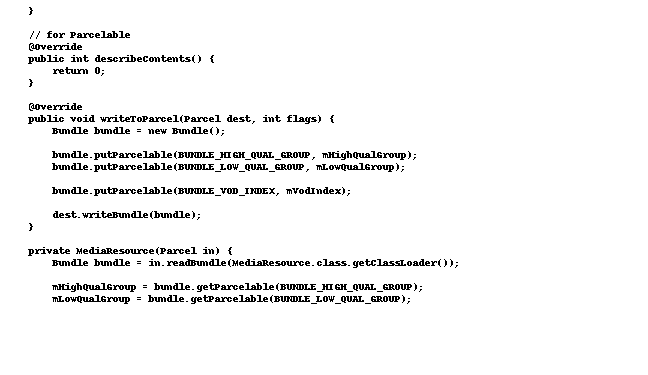 }
// for Parcelable
@Override
public int describeContents() {
return 0;
}
@Override
public void writeToParcel(Parcel dest, int flags) {
Bundle bundle = new Bundle();
bundle.putParcelable(BUNDLE_HIGH_QUAL_GROUP, mHighQualGroup);
bundle.putParcelable(BUNDLE_LOW_QUAL_GROUP, mLowQualGroup);
bundle.putParcelable(BUNDLE_VOD_INDEX, mVodIndex);
dest.writeBundle(bundle);
}
private MediaResource(Parcel in) {
Bundle bundle = in.readBundle(MediaResource.class.getClassLoader());
mHighQualGroup = bundle.getParcelable(BUNDLE_HIGH_QUAL_GROUP);
mLowQualGroup = bundle.getParcelable(BUNDLE_LOW_QUAL_GROUP);